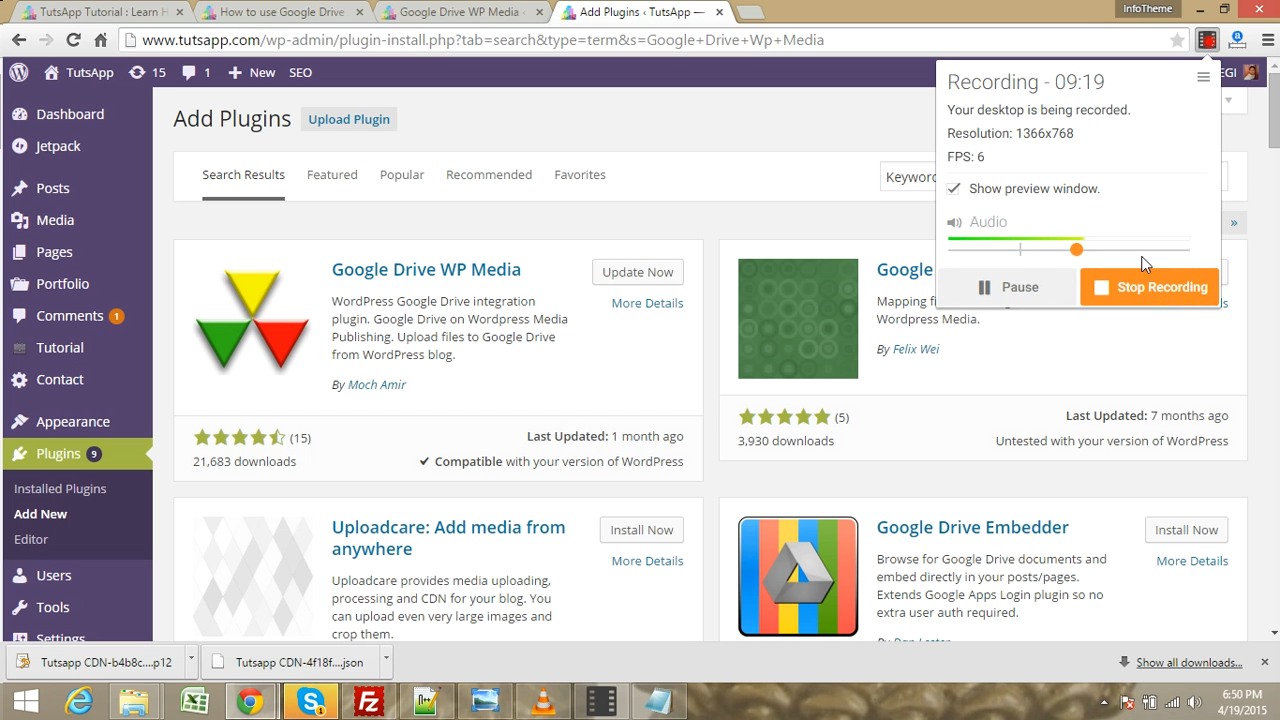 TutsApp Tutorial : Learn H
How to use Google Drive
Google Drive WP Media
Add Plugins ‹ TutsApp —
InfoTheme
www.tutsapp.com/wp-admin/plugin-install.php?tab=search&type=term&s=Google+Drive+Wp+Media
TutsApp
15
1
New
SEO
EGI
Dashboard
Jetpack
Posts
Media
Pages
Portfolio
Comments 1
Tutorial
Contact
Appearance
Plugins 9
Installed Plugins
Add New
Editor
Users
Tools
Settings
Add Plugins
Upload Plugin
Search Results
Featured
Popular
Recommended
Favorites
Keyword
»
Recording - 09:19
Your desktop is being recorded.
Resolution: 1366x768
FPS: 6
Show preview window.
Audio
Pause
Stop Recording
Google Drive WP Media
Update Now
More Details
WordPress Google Drive integration
plugin. Google Drive on Wordpress Media
Publishing. Upload files to Google Drive
from WordPress blog.
By Moch Amir
(15)
21,683 downloads
Last Updated: 1 month ago
Compatible with your version of WordPress
Google
Mapping fi
Wordpress Media.
By Felix Wei
(5)
3,930 downloads
Last Updated: 7 months ago
Untested with your version of WordPress
Uploadcare: Add media from
anywhere
Install Now
More Details
Uploadcare provides media uploading,
processing and CDN for your blog. You
can upload even very large images and
crop them.
Google Drive Embedder
Install Now
More Details
Browse for Google Drive documents and
embed directly in your posts/pages.
Extends Google Apps Login plugin so no
extra user auth required.
Tutsapp CDN-b4b8c....p12
Tutsapp CDN-4f18f....json
Show all downloads...
6:50 PM
4/19/2015